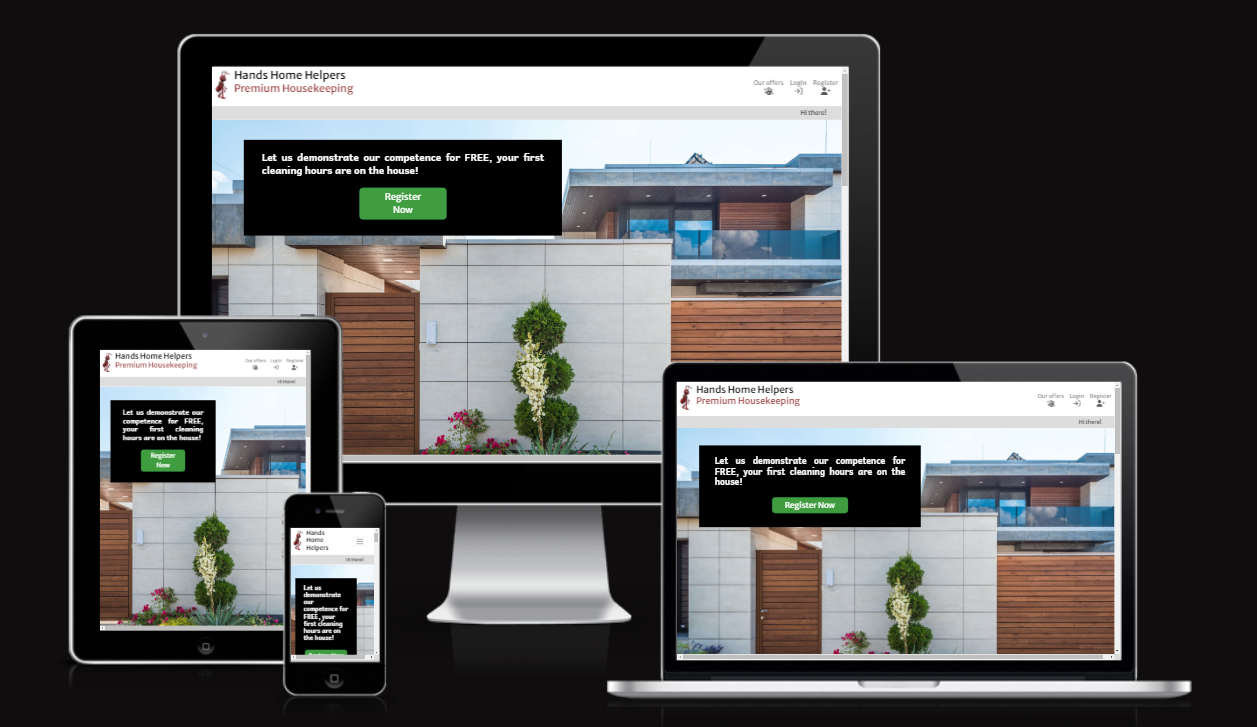 Hands Home Helpers
Premium Housekeeping
Our offers Login Register
Hi there!
Let us demonstrate our competence for FREE, your first
cleaning hours are on the house!
Register
Now
Hands Home Helpers
Premium Housekeeping
Our offers Login Register
Hi there!
Let us demonstrate our
competence for FREE,
your first cleaning
hours are on the house!
Register
Now
Hands
Home
Helpers
Hi there!
Let us
demonstrate
our
competence for
FREE, your
first cleaning
hours are on
the house!
Register Now
Hands Home Helpers
Premium Housekeeping
Our offers Login Register
Hi there!
Let us demonstrate our competence for
FREE, your first cleaning hours are on the
house!
Register Now